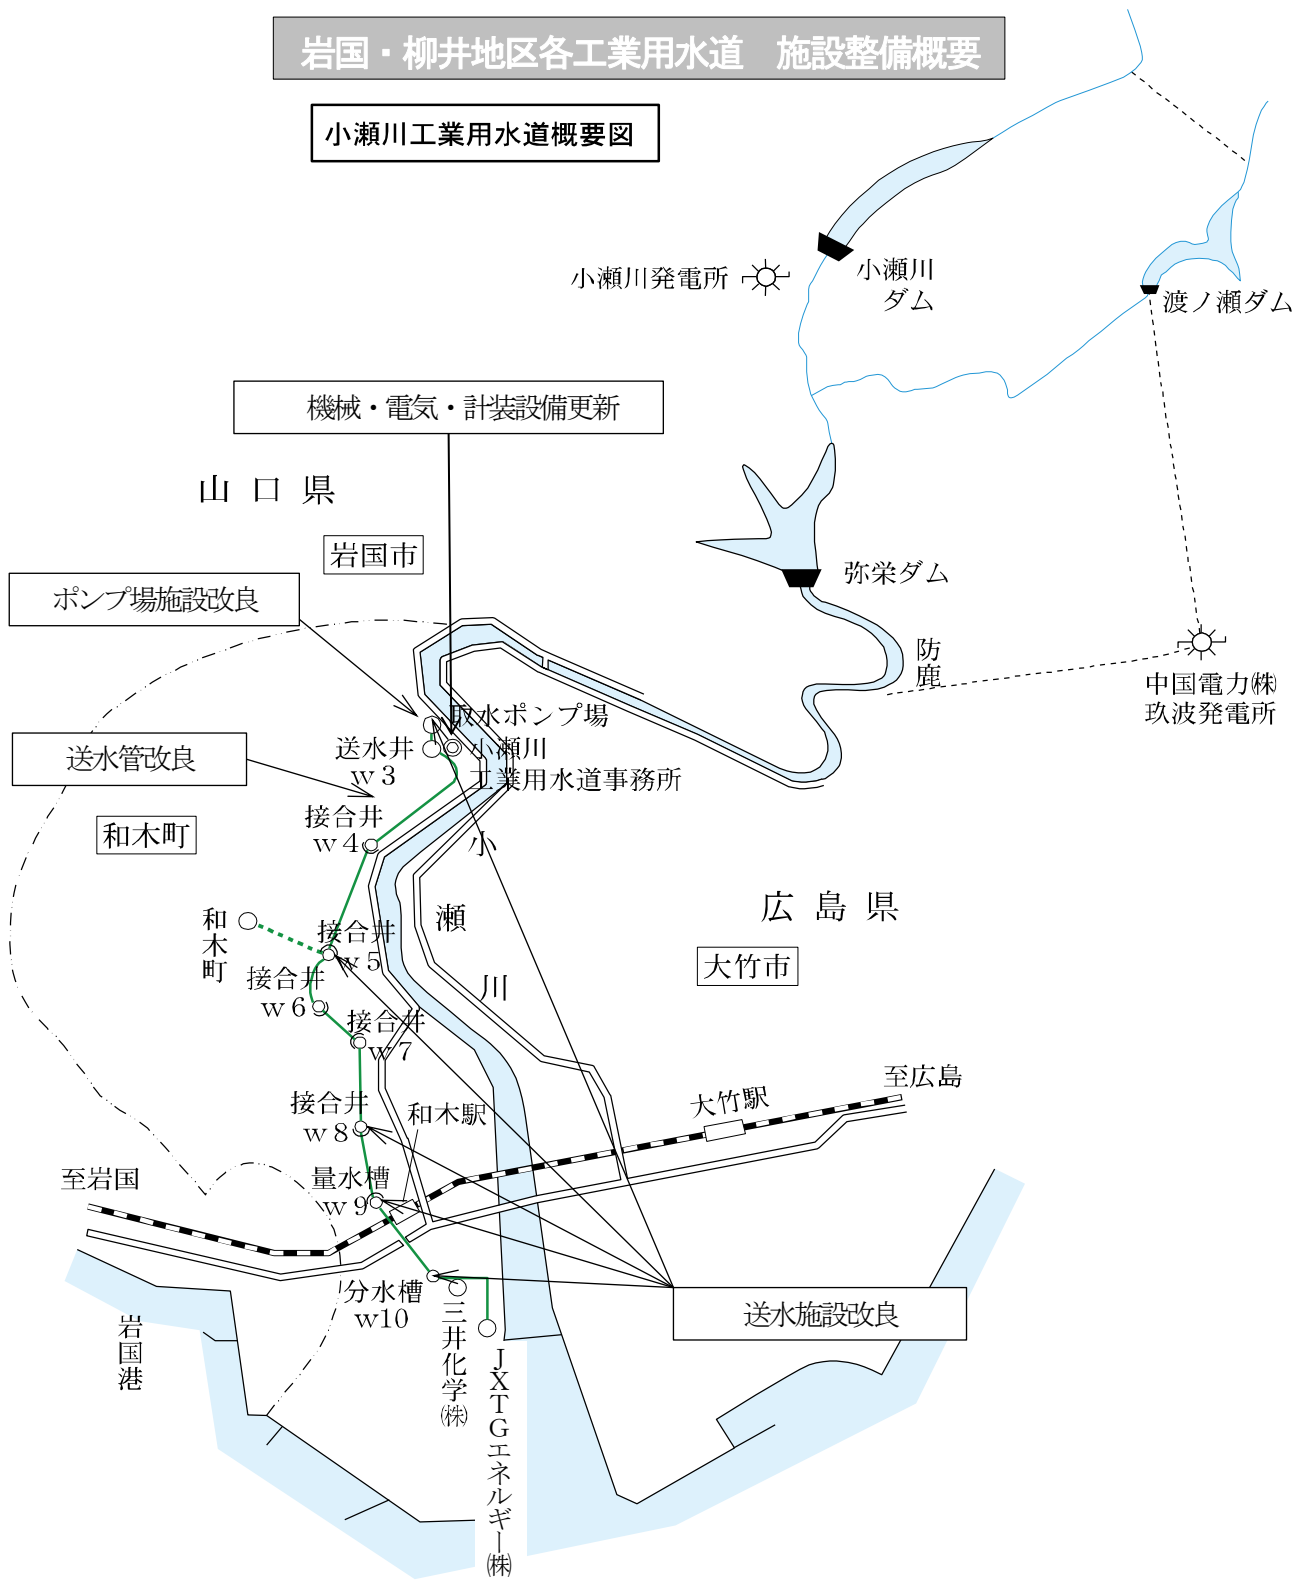 岩国・柳井地区各工業用水道　施設整備概要
小瀬川工業用水道概要図
小瀬川発電所
小瀬川
ダム
渡ノ瀬ダム
機械・電気・計装設備更新
山口県
岩国市
弥栄ダム
ポンプ場施設改良
防鹿
中国電力㈱
玖波発電所
取水ポンプ場
送水井
ｗ３
小瀬川
工業用水道事務所
送水管改良
接合井
ｗ４
和木町
小瀬川
広島県
大竹市
和木町
接合井
ｗ５
接合井
ｗ６
接合井
ｗ７
至広島
大竹駅
接合井
ｗ８
和木駅
至岩国
量水槽
ｗ９
分水槽
ｗ10
送水施設改良
岩国港
三井化学㈱
ＪＸＴＧエネルギー㈱